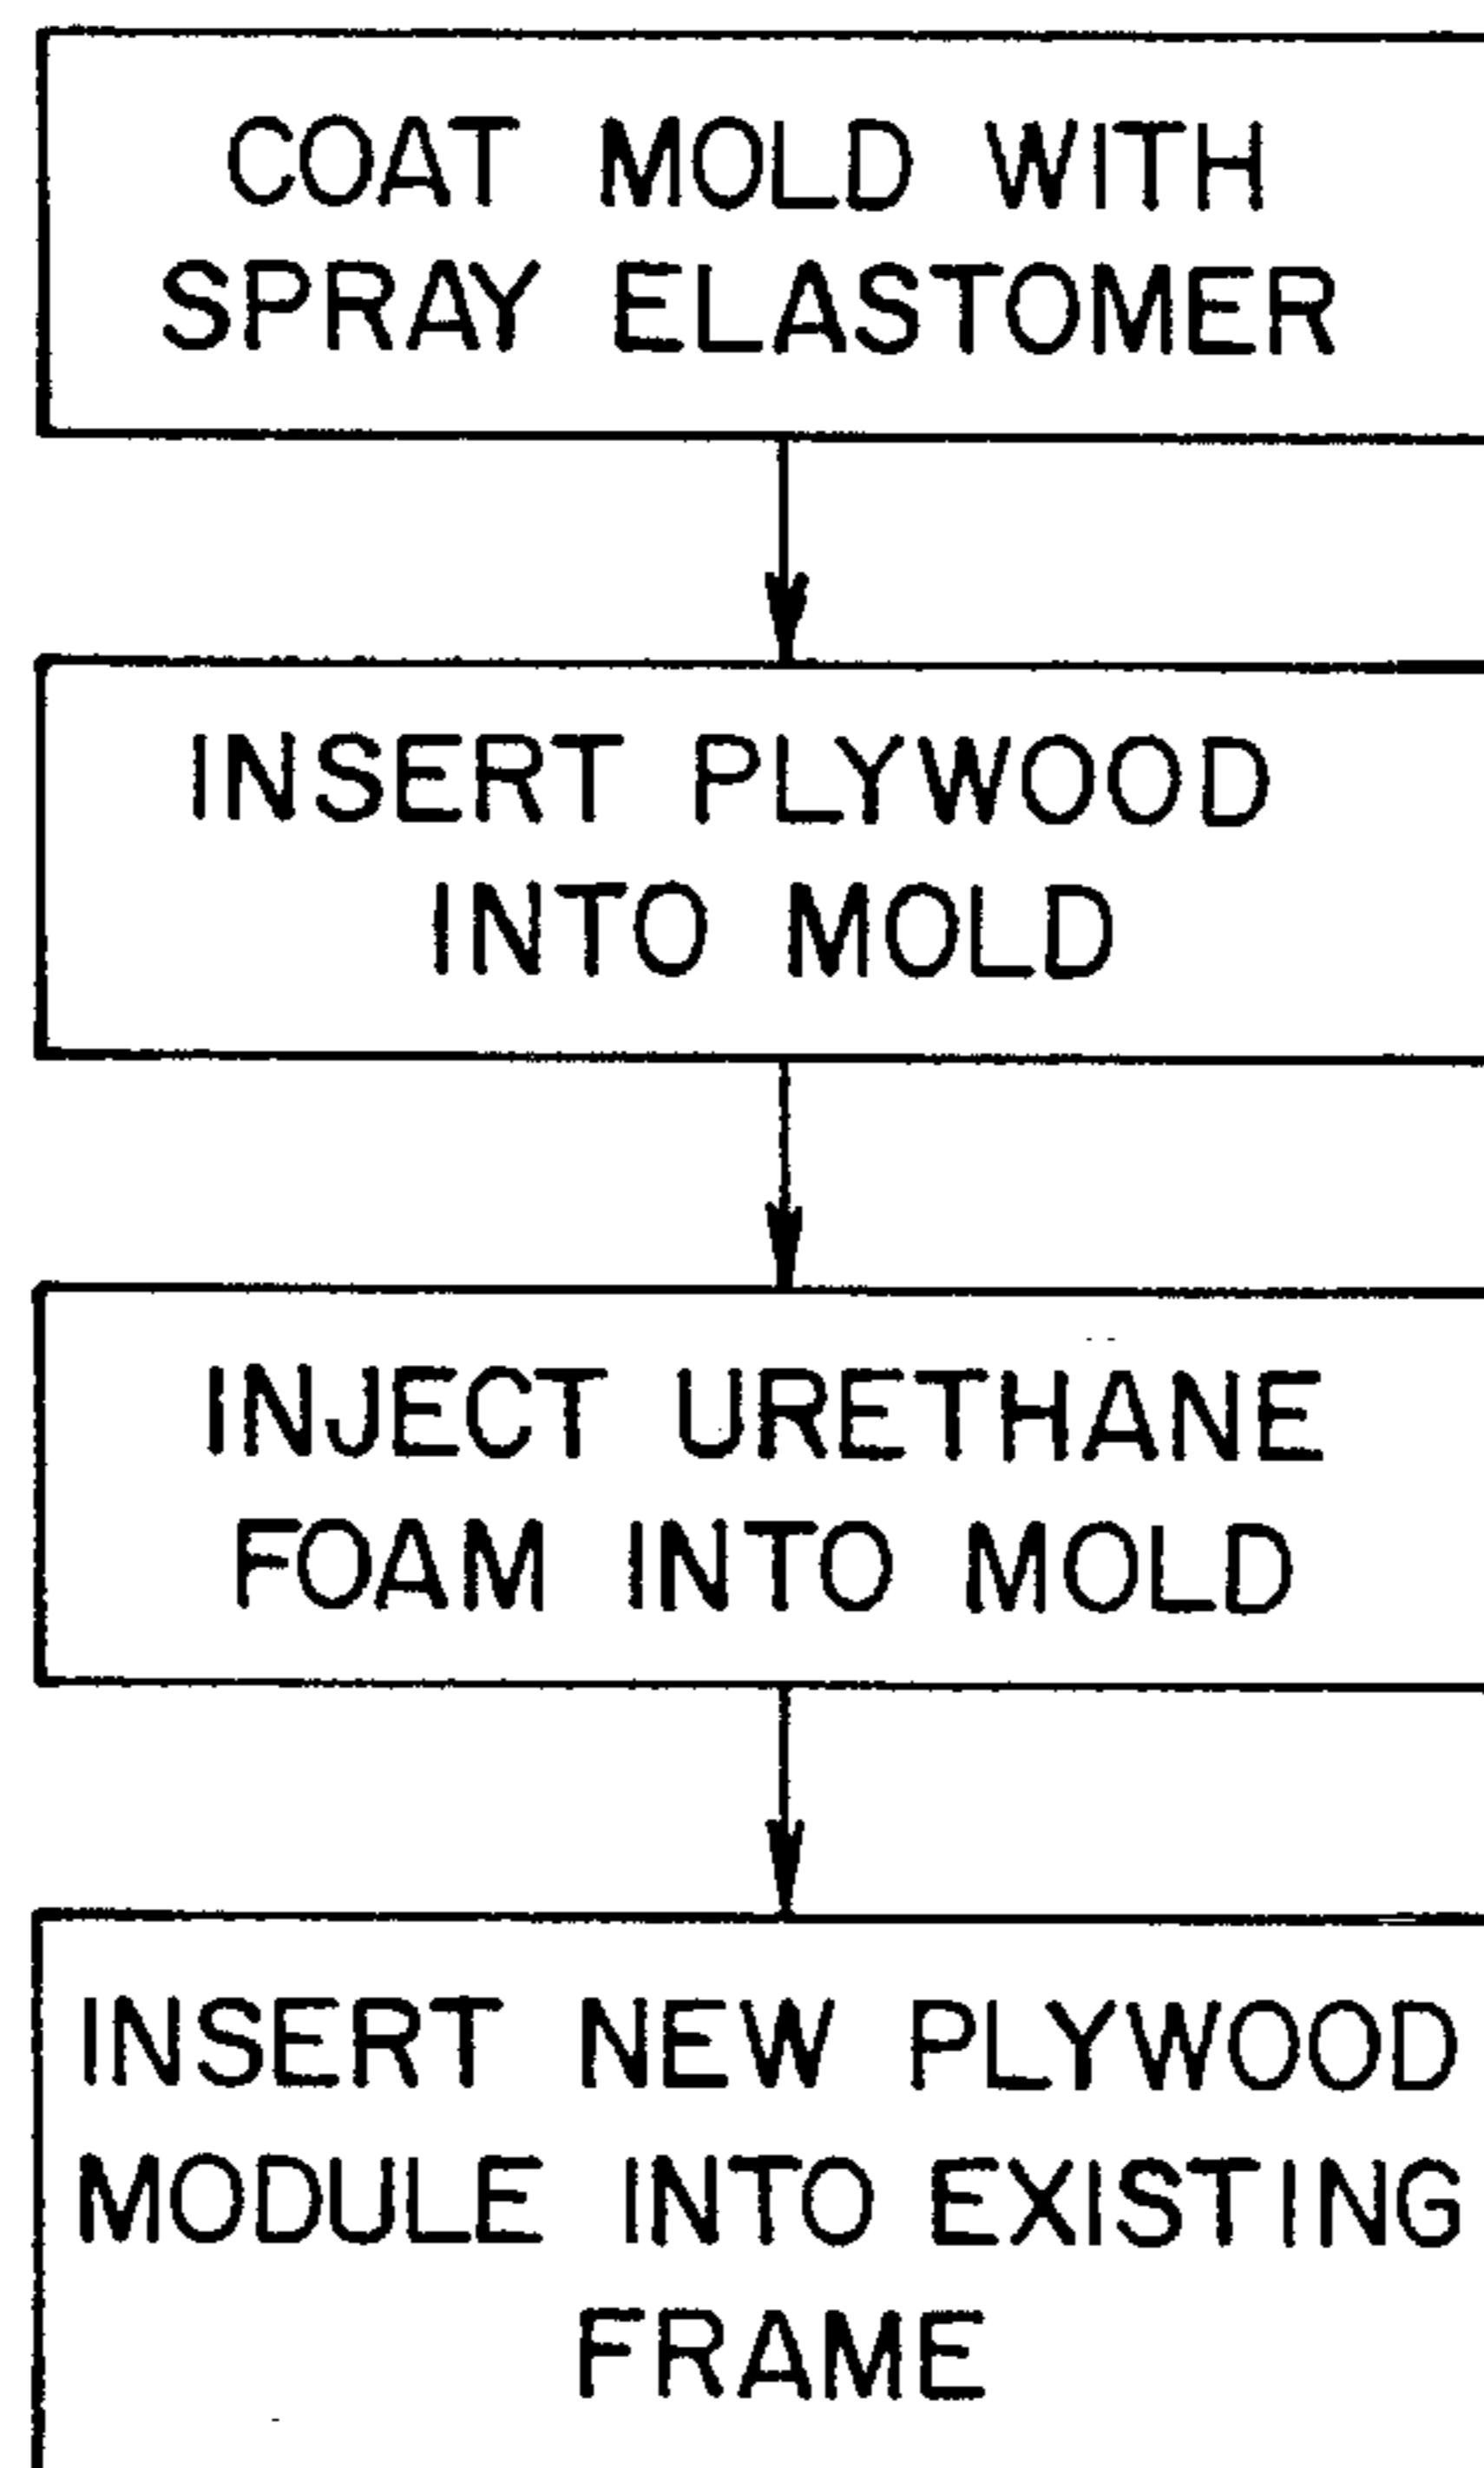 COAT MOLD WITH
SPRAY ELASTOMER
INSERT PLYWOOD
INTO MOLD
INJECT URETHANE
FOAM INTO MOLD
INSERT NEW PLYWOOD
MODULE INTO EXISTING
FRAME